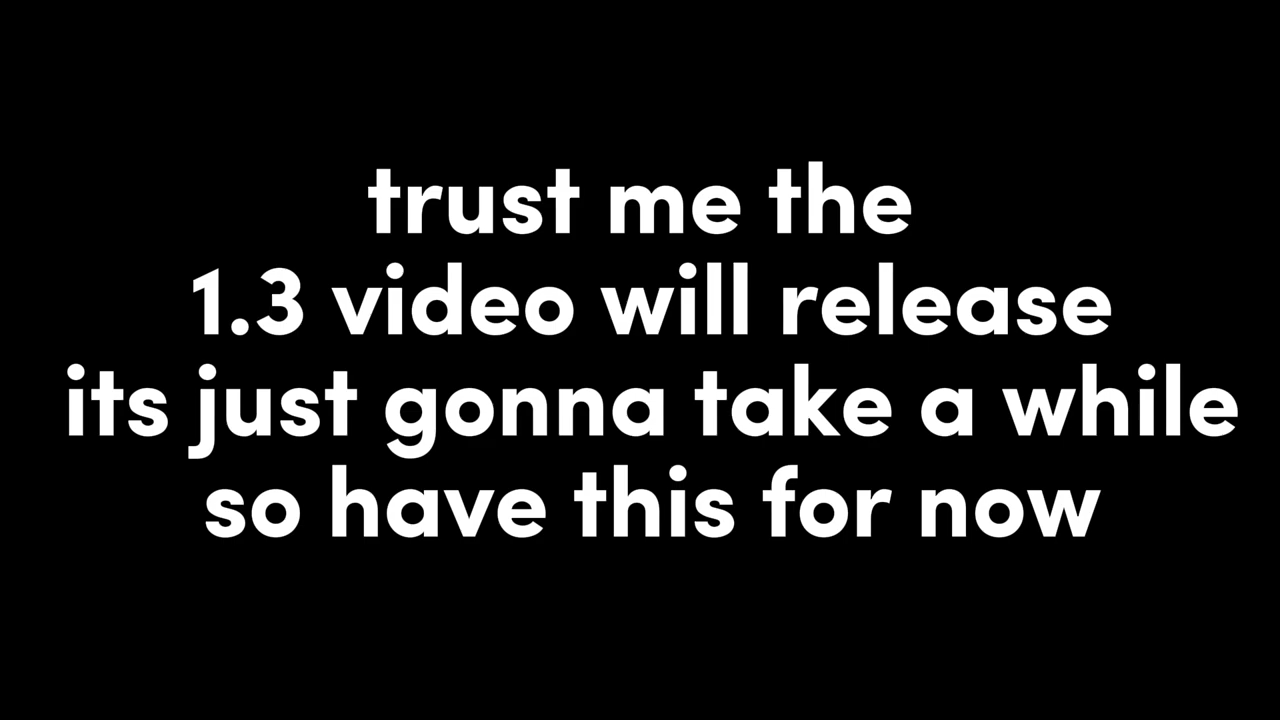 trust me the
1.3 video will release
its just gonna take a while
so have this for now